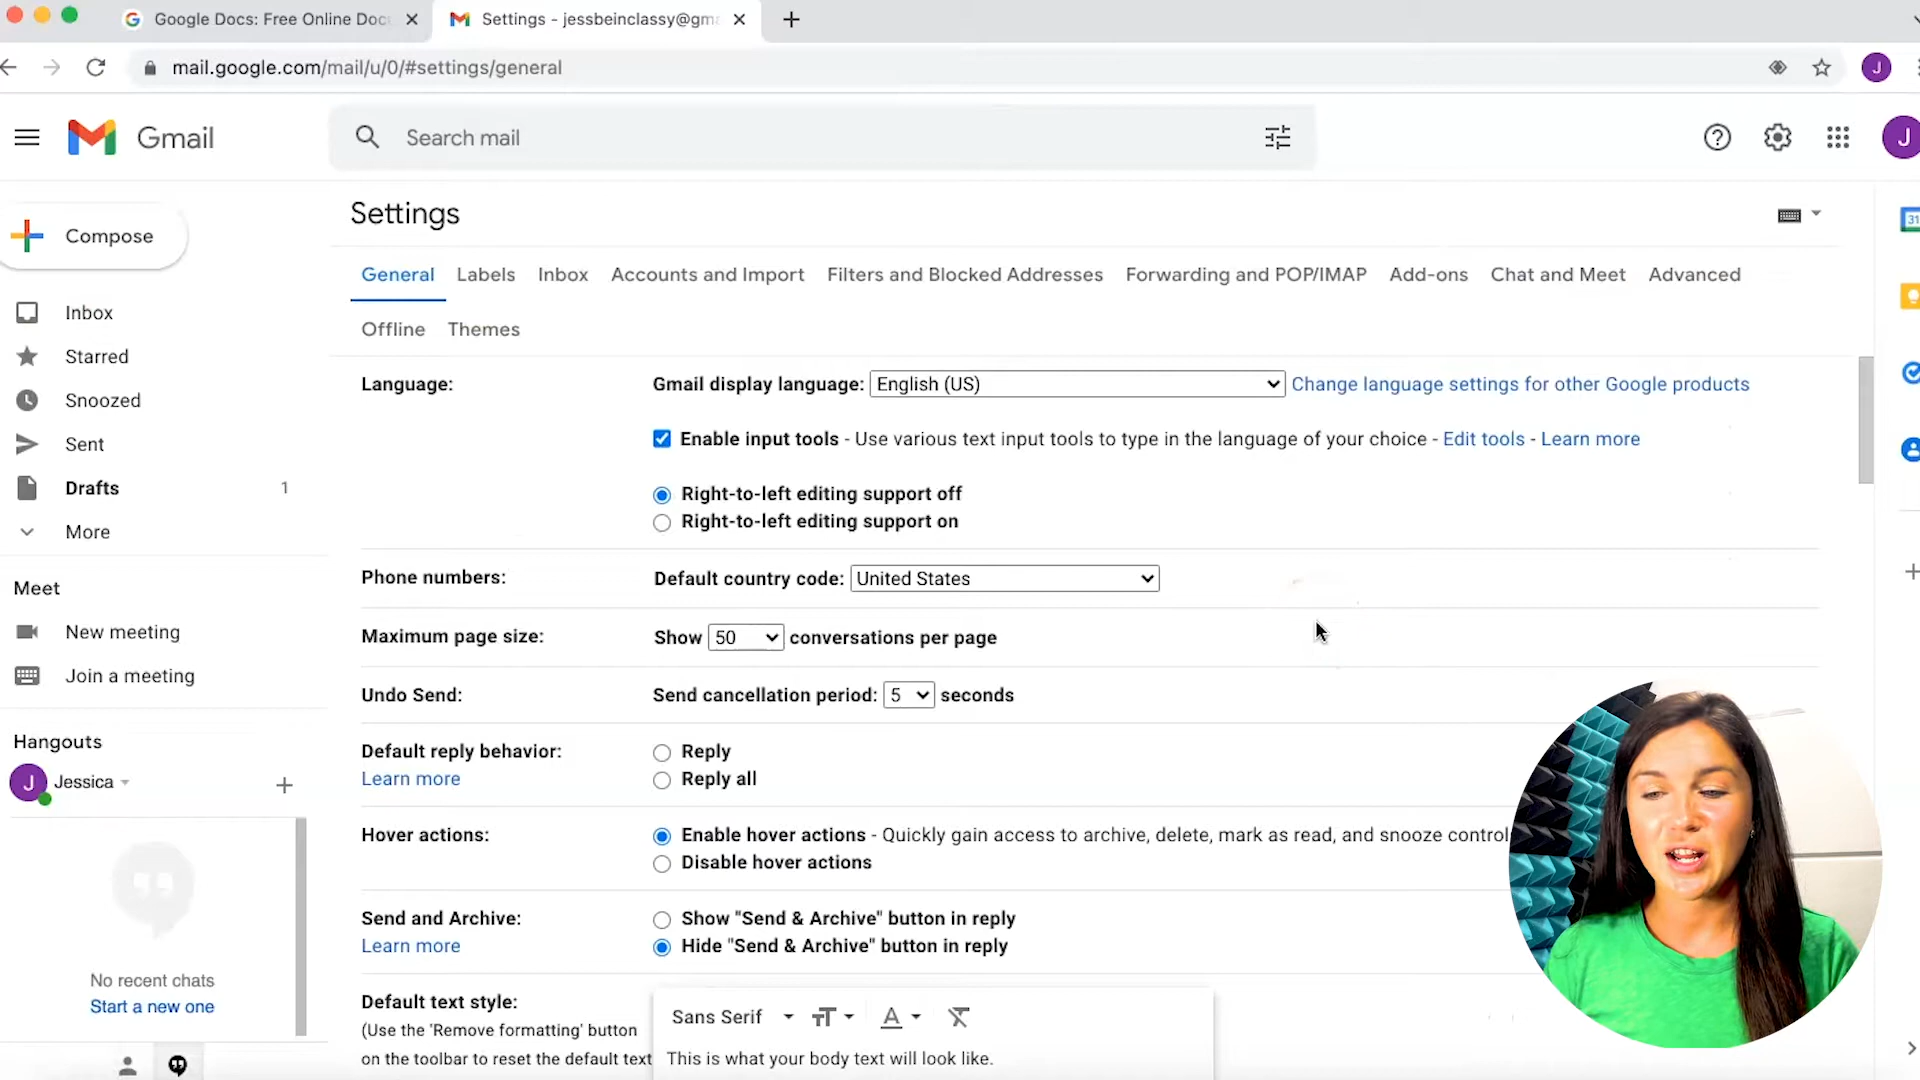 Google Docs: Free Online Doc
Settings - jessbeinclassy@gm
mail.google.com/mail/u/0/#settings/general
J
Gmail
Search mail
J
Compose
Settings
31
General Labels Inbox Accounts and Import Filters and Blocked Addresses Forwarding and POP/IMAP Add-ons Chat and Meet Advanced
Offline Themes
Inbox
Starred
Snoozed
Sent
Drafts 1
More
Meet
New meeting
Join a meeting
Hangouts
J Jessica
No recent chats
Start a new one
Language: Gmail display language: English (US) Change language settings for other Google products
Enable input tools - Use various text input tools to type in the language of your choice - Edit tools - Learn more
Right-to-left editing support off
Right-to-left editing support on
Phone numbers: Default country code: United States
Maximum page size: Show 50 conversations per page
Undo Send: Send cancellation period: 5 seconds
Default reply behavior: Reply
Learn more Reply all
Hover actions: Enable hover actions - Quickly gain access to archive, delete, mark as read, and snooze control
Disable hover actions
Send and Archive: Show "Send & Archive" button in reply
Learn more Hide "Send & Archive" button in reply
Default text style: Sans Serif
(Use the 'Remove formatting' button
on the toolbar to reset the default text This is what your body text will look like.